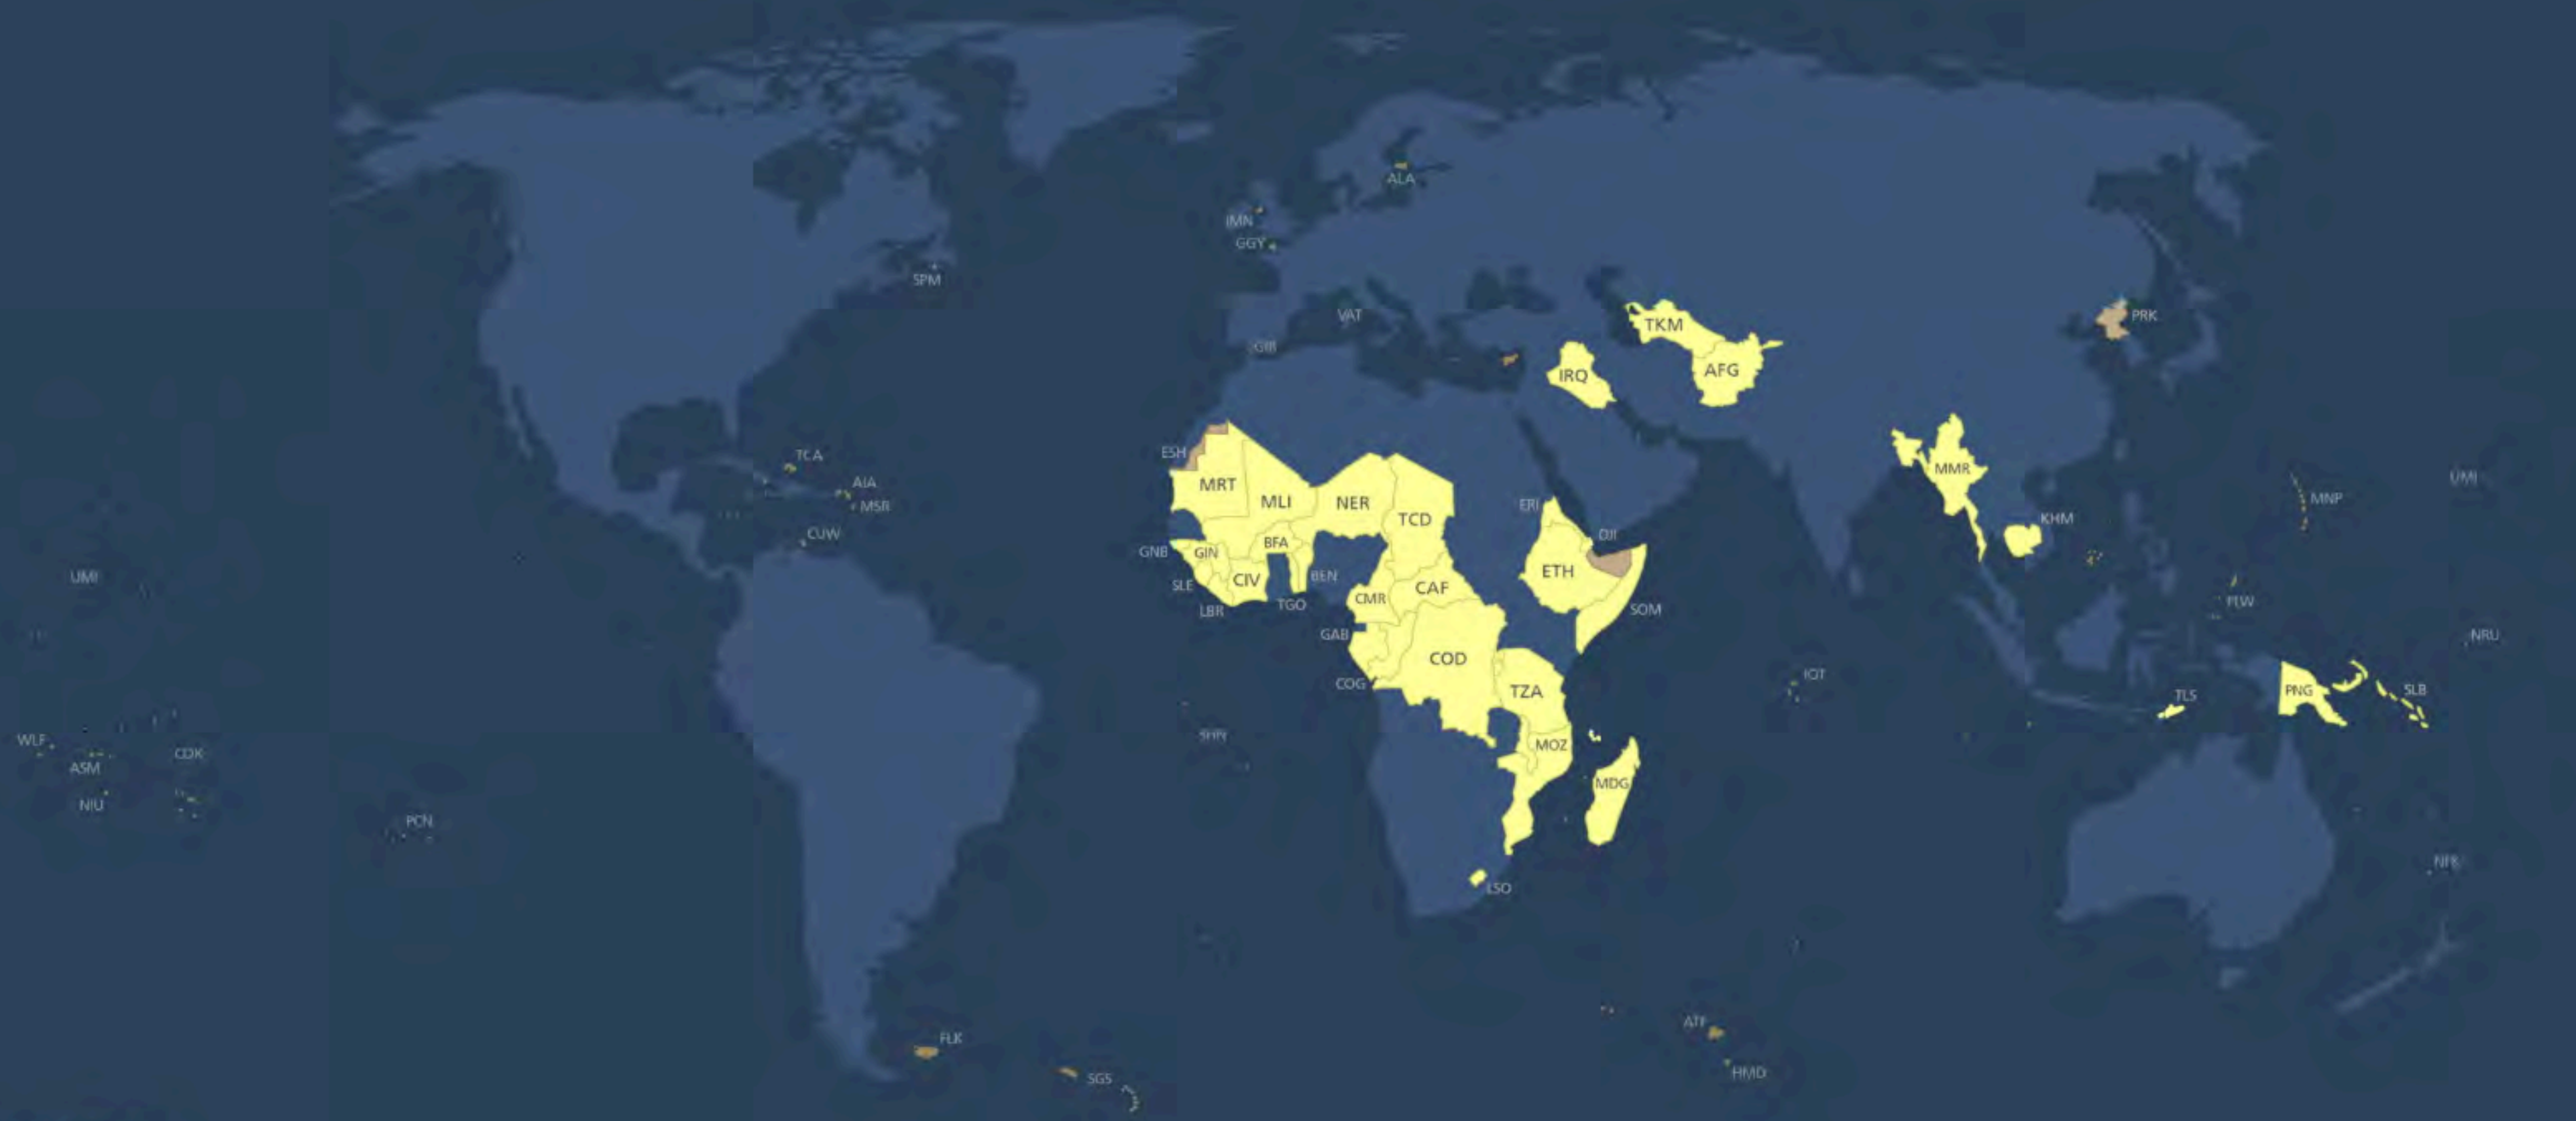 ALA
IMN
GGY
SPM
VAT
GIB
TKM
PRK
AFG
IRQ
TCA
ESH
AIA
MSR
MRT
MLI
NER
TCD
ERI
MMR
UMI
MNP
CUW
DJI
KHM
GNB
GIN
BFA
ETH
UMI
SLE
CIV
BEN
CAF
LBR
TGO
CMR
SOM
PLW
GAB
NRU
COD
IOT
COG
TZA
TLS
PNG
SLB
WLF
SHN
MOZ
COK
ASM
MDG
NIU
PCN
NFK
LSO
ATF
FLK
HMD
SGS